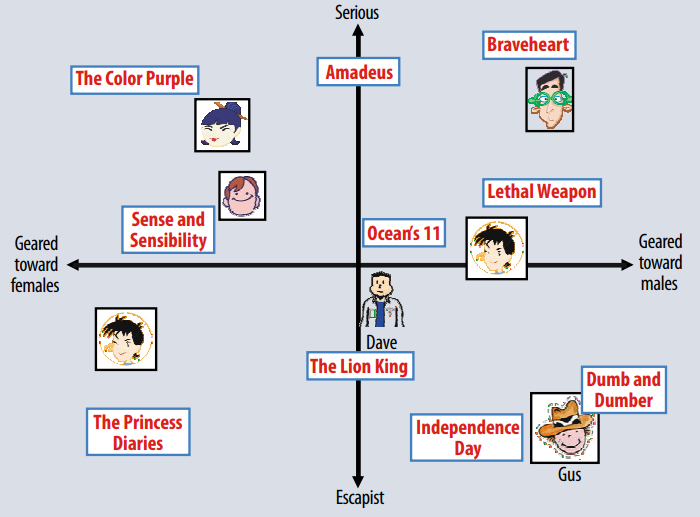 Serious
Braveheart
Amadeus
The Color Purple
Lethal Weapon
Sense and
Sensibility
Ocean's 11
Geared
toward
females
Geared
toward
males
Dave
The Lion King
Dumb and
Dumber
The Princess
Diaries
Independence
Day
Gus
Escapist